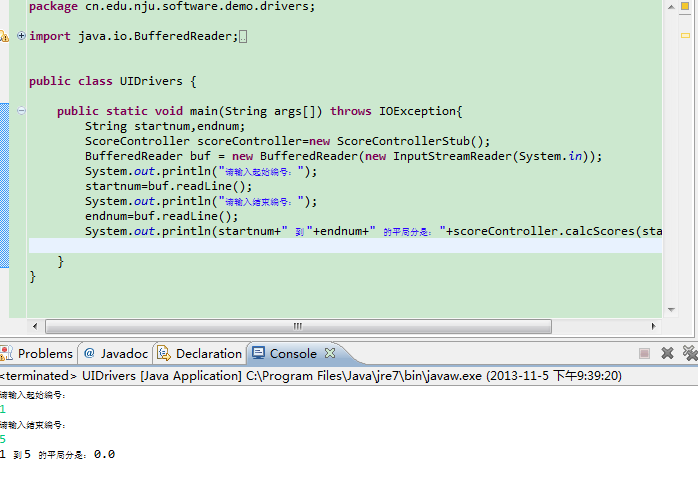 package cn.edu.nju.software.demo.drivers;
import java.io.BufferedReader;
public class UIDrivers {
public static void main(String args[]) throws IOException{
String startnum,endnum;
ScoreController scoreController=new ScoreControllerStub();
BufferedReader buf = new BufferedReader(new InputStreamReader(System.in));
System.out.println("请输入起始编号：");
startnum=buf.readLine();
System.out.println("请输入结束编号：");
endnum=buf.readLine();
System.out.println(startnum+" 到"+endnum+" 的平局分是："+scoreController.calcScores(sta
}
}
Problems @ Javadoc Declaration Console
<terminated> UIDrivers [Java Application] C:\Program Files\Java\jre7\bin\javaw.exe (2013-11-5 下午9:39:20)
请输入起始编号：
1
请输入结束编号：
5
1 到5 的平局分是：0.0